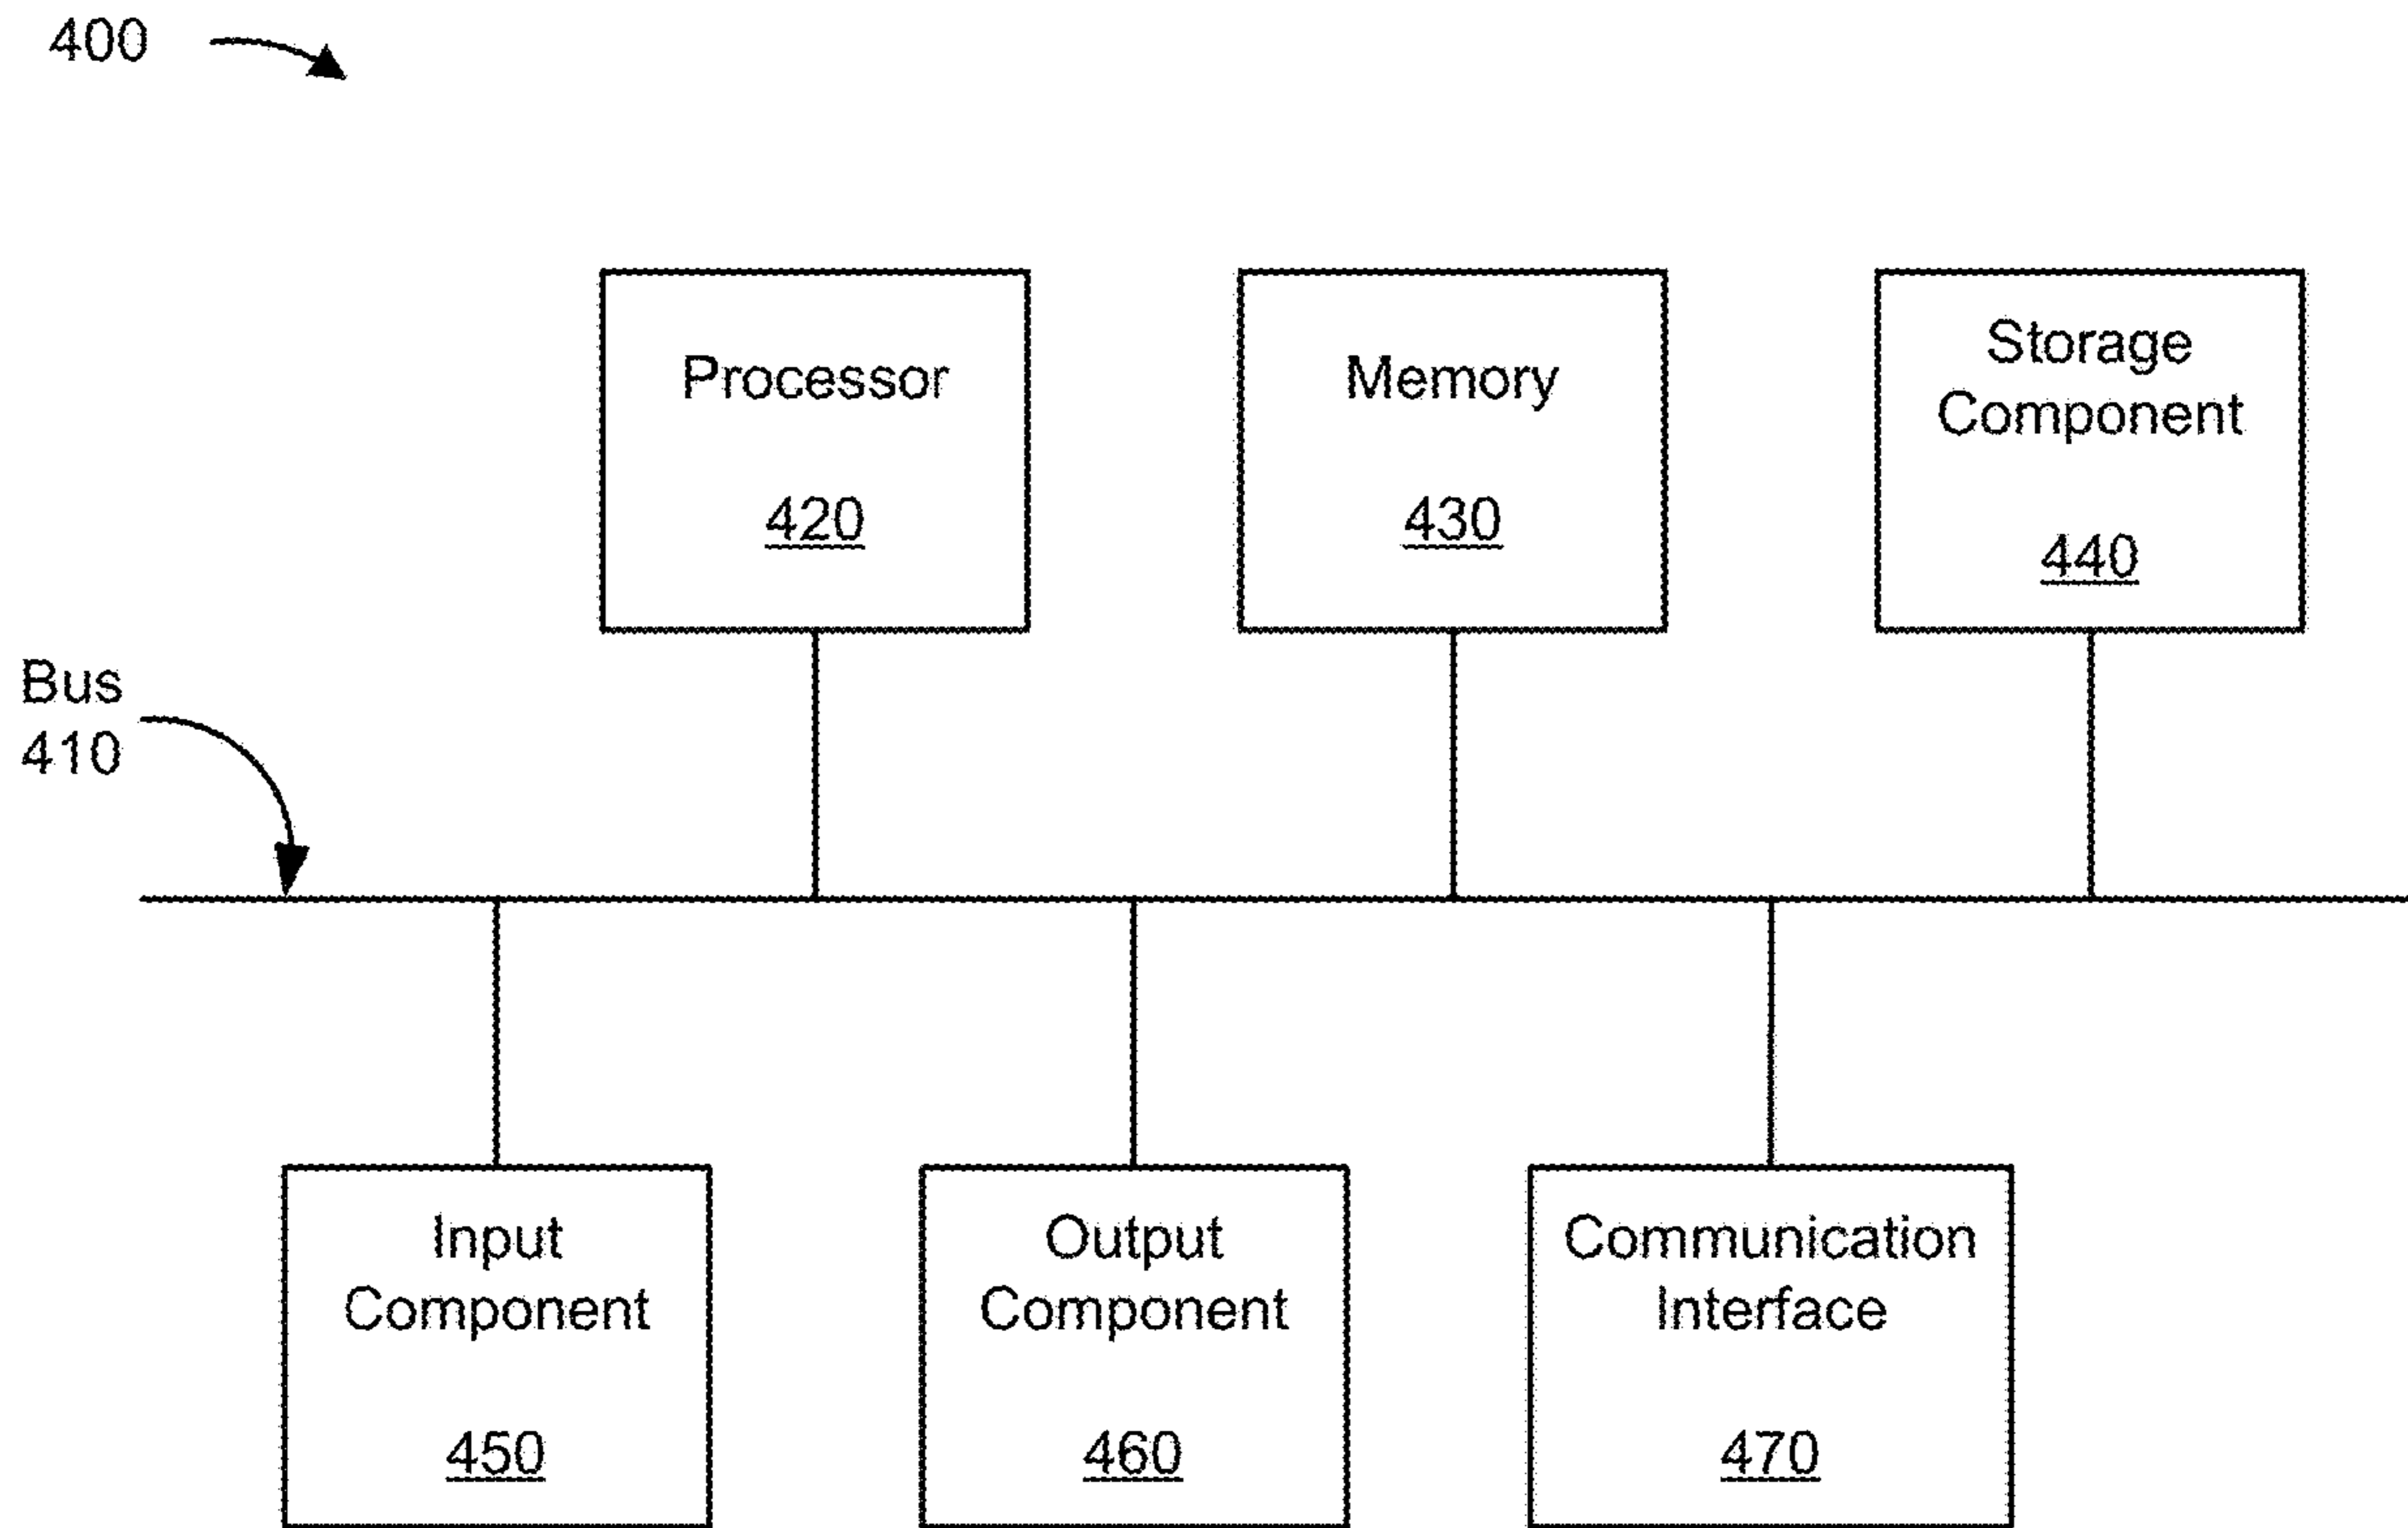 400
Processor
420
Memory
430
Storage
Component
440
Bus
410
Input
Component
450
Output
Component
460
Communication
Interface
470